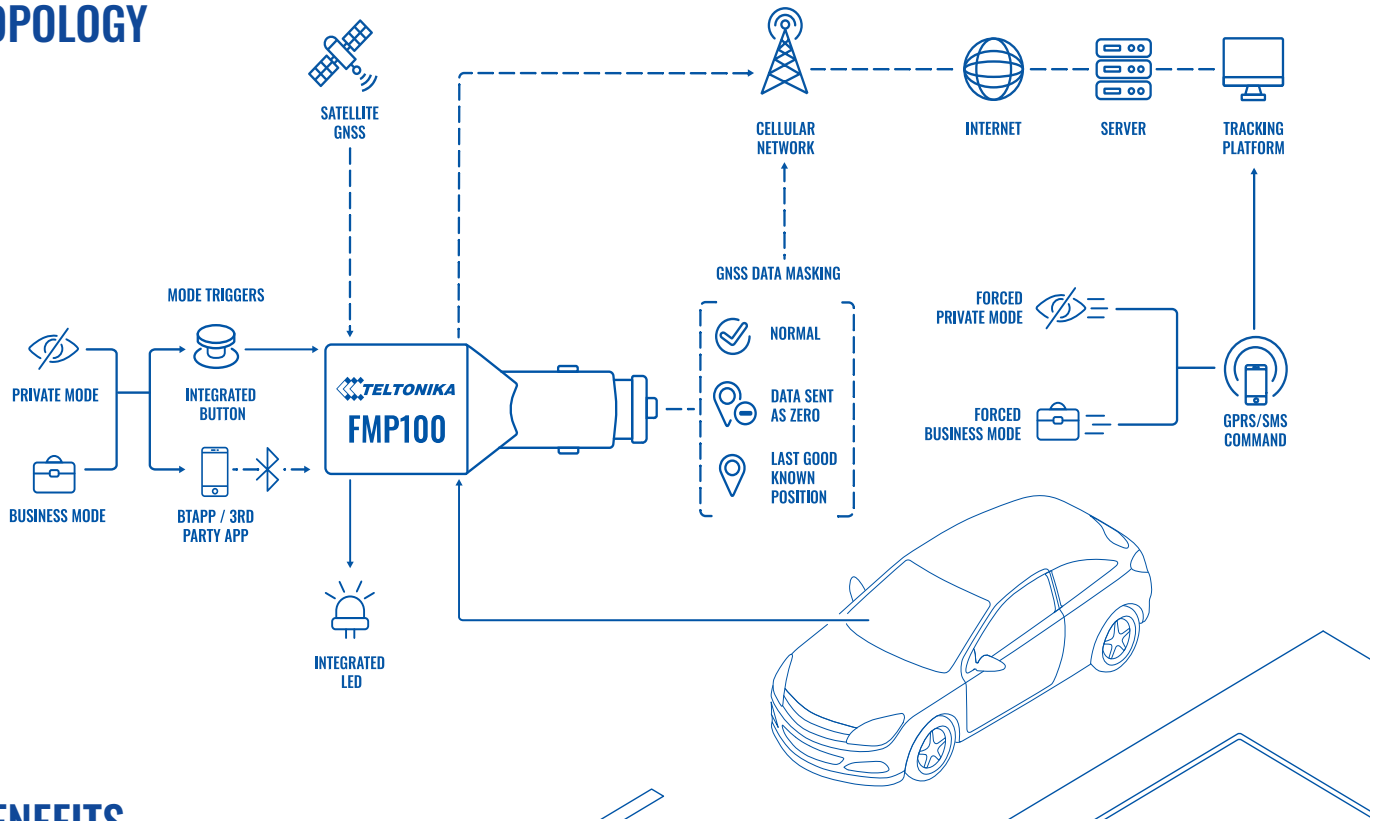 OPOLOGY
SATELLITE
GNSS
CELLULAR
NETWORK
INTERNET
SERVER
TRACKING
PLATFORM
GNSS DATA MASKING
NORMAL
DATA SENT
AS ZERO
LAST GOOD
KNOWN
POSITION
FORCED
PRIVATE MODE
FORCED
BUSINESS MODE
GPRS/SMS
COMMAND
MODE TRIGGERS
PRIVATE MODE
INTEGRATED
BUTTON
BUSINESS MODE
BTAPP / 3RD
PARTY APP
TELTONIKA
FMP100
INTEGRATED
LED
ENEFITS